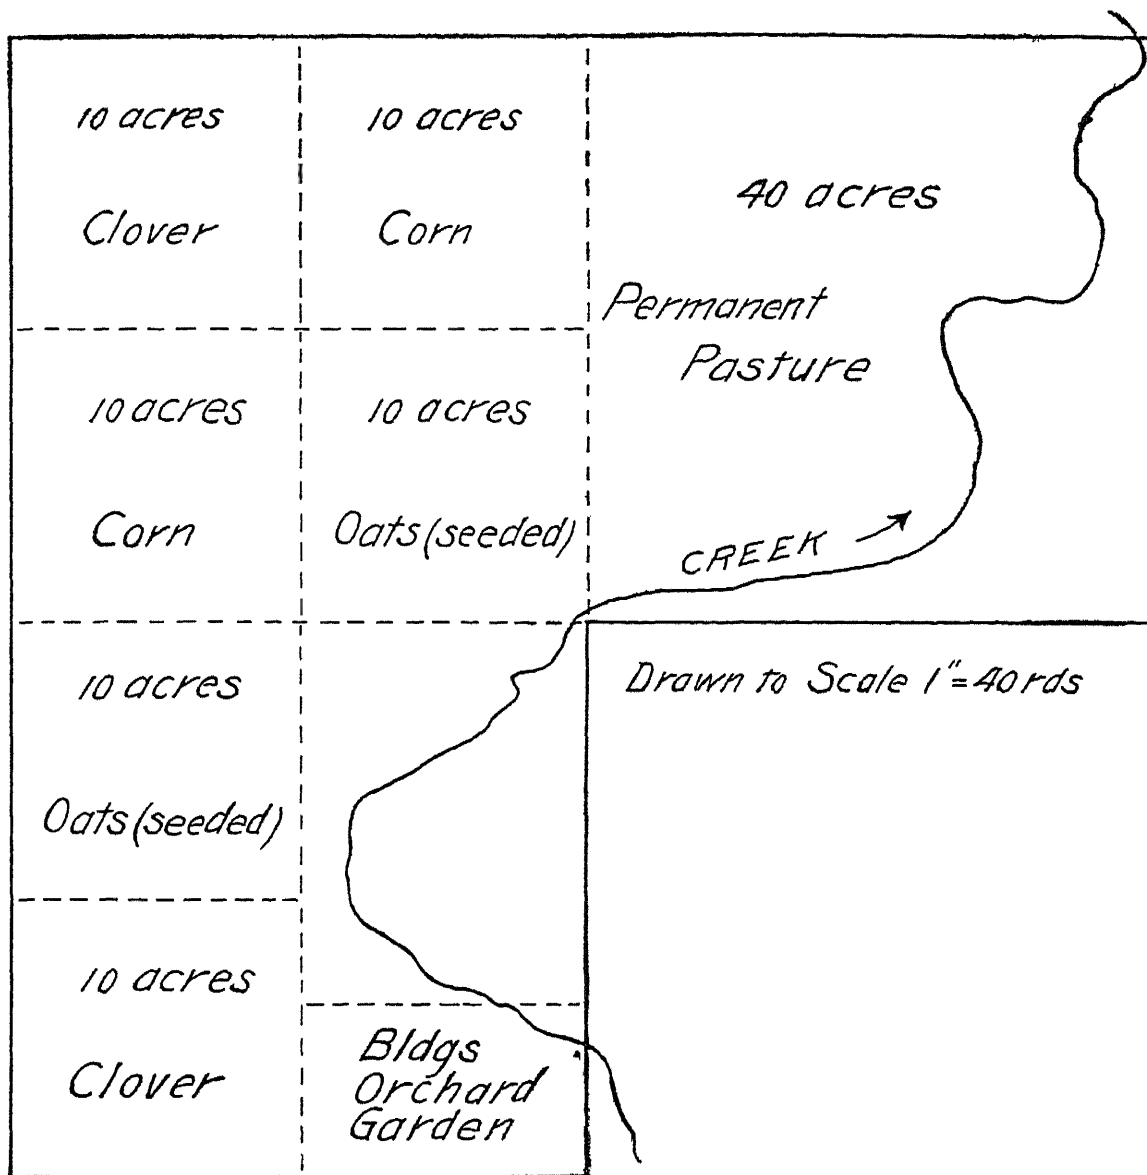 10 acres
Clover
10 acres
Corn
40 acres
Permanent
Pasture
10 acres
Corn
10 acres
Oats (seeded)
CREEK
10 acres
Oats (seeded)
Drawn to Scale 1"=40 rds
10 acres
Clover
Bldgs
Orchard
Garden